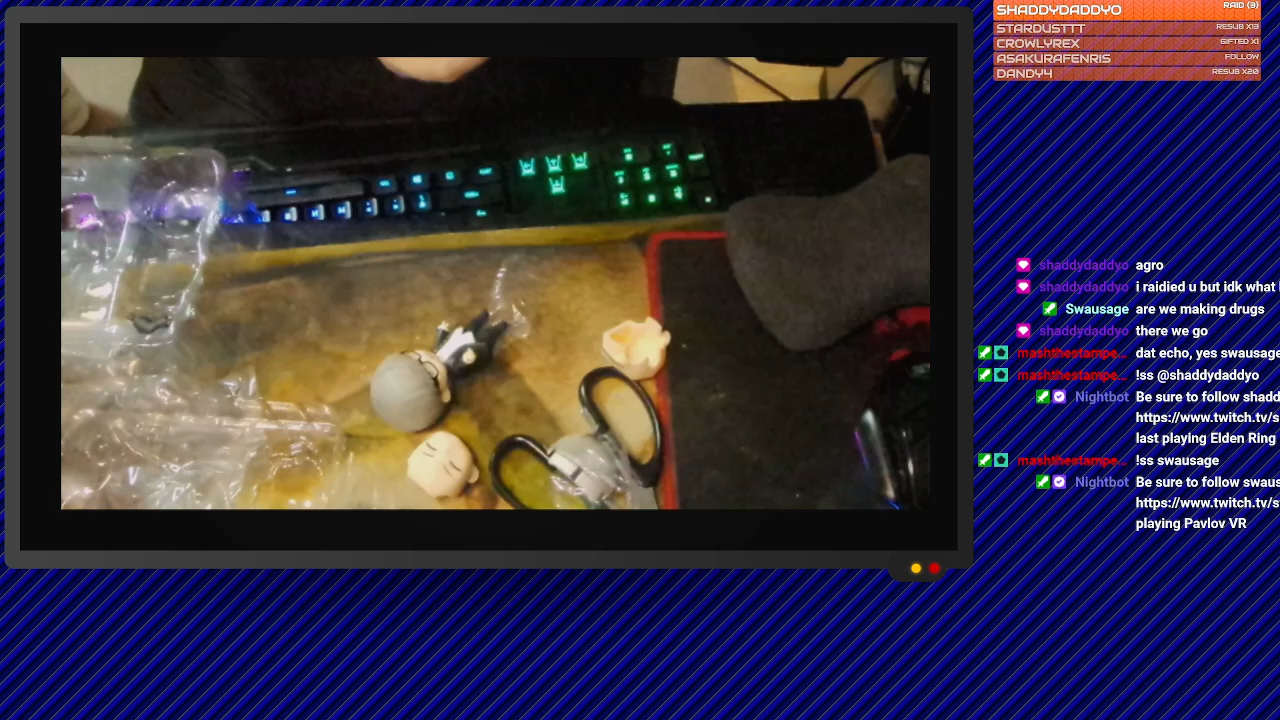 SHADDYDADDYO RAID (3)
STARDUSTTT RESUB X13
CROWLYREX GIFTED X1
ASAKURAFENRIS FOLLOW
DANDY4 RESUB X20
shaddydaddyo agro
shaddydaddyo i raidied u but idk what
Swausage are we making drugs
shaddydaddyo there we go
mashthestampe... dat echo, yes swausage
mashthestampe... !ss @shaddydaddyo
Nightbot Be sure to follow shadd
https://www.twitch.tv/s
last playing Elden Ring
mashthestampe... !ss swausage
Nightbot Be sure to follow swaus
https://www.twitch.tv/s
playing Pavlov VR